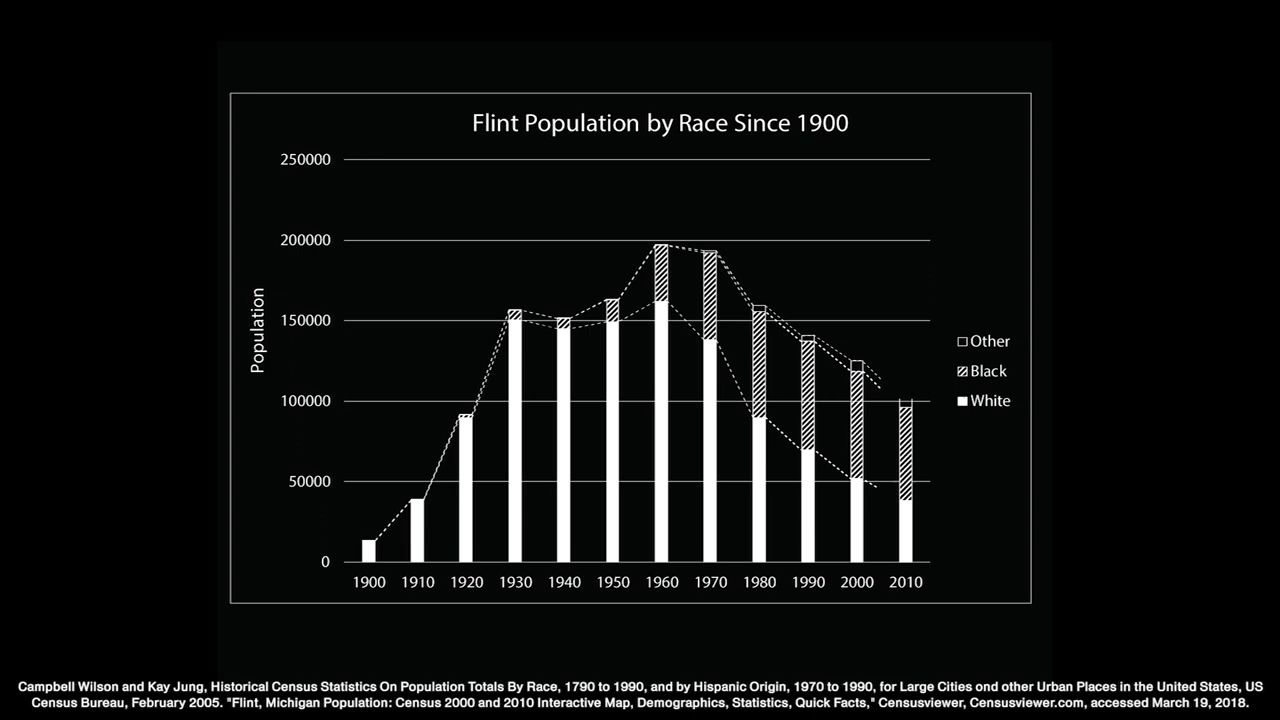 Flint Population by Race Since 1900
250000
200000
150000
100000
50000
0
Population
1900 1910 1920 1930 1940 1950 1960 1970 1980 1990 2000 2010
Other
Black
White
Campbell Wilson and Kay Jung, Historical Census Statistics On Population Totals By Race, 1790 to 1990, and by Hispanic Origin, 1970 to 1990, for Large Cities ond other Urban Places in the United States, US
Census Bureau, February 2005. "Flint, Michigan Population: Census 2000 and 2010 Interactive Map, Demographics, Statistics, Quick Facts," Censusviewer, Censusviewer.com, accessed March 19, 2018.